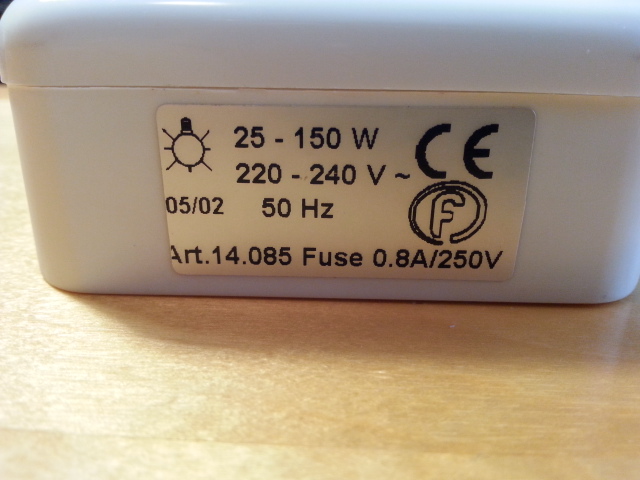 25 - 150 W
220 - 240 V ~
05/02 50 Hz
Art.14.085 Fuse 0.8A/250V
CE
F